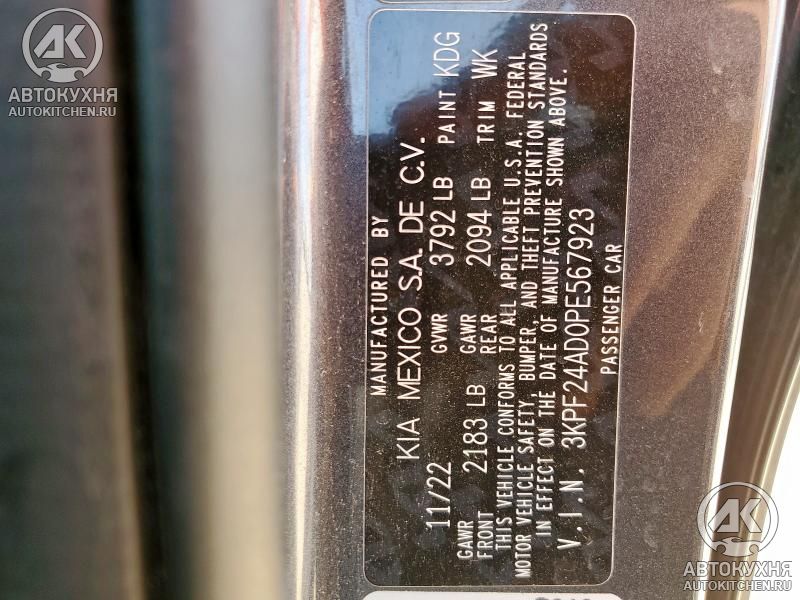 MANUFACTURED BY
KIA MEXICO S.A. DE C.V.
11/22 GVWR 3792 LB PAINT KDG
GAWR FRONT 2183 LB GAWR REAR 2094 LB TRIM WK
THIS VEHICLE CONFORMS TO ALL APPLICABLE U.S.A. FEDERAL
MOTOR VEHICLE SAFETY, BUMPER, AND THEFT PREVENTION STANDARDS
IN EFFECT ON THE DATE OF MANUFACTURE SHOWN ABOVE.
V.I.N. 3KPF24AD0PE567923
PASSENGER CAR
АК
АВТОКУХНЯ
AUTOKITCHEN.RU
АК
АВТОКУХНЯ
AUTOKITCHEN.RU